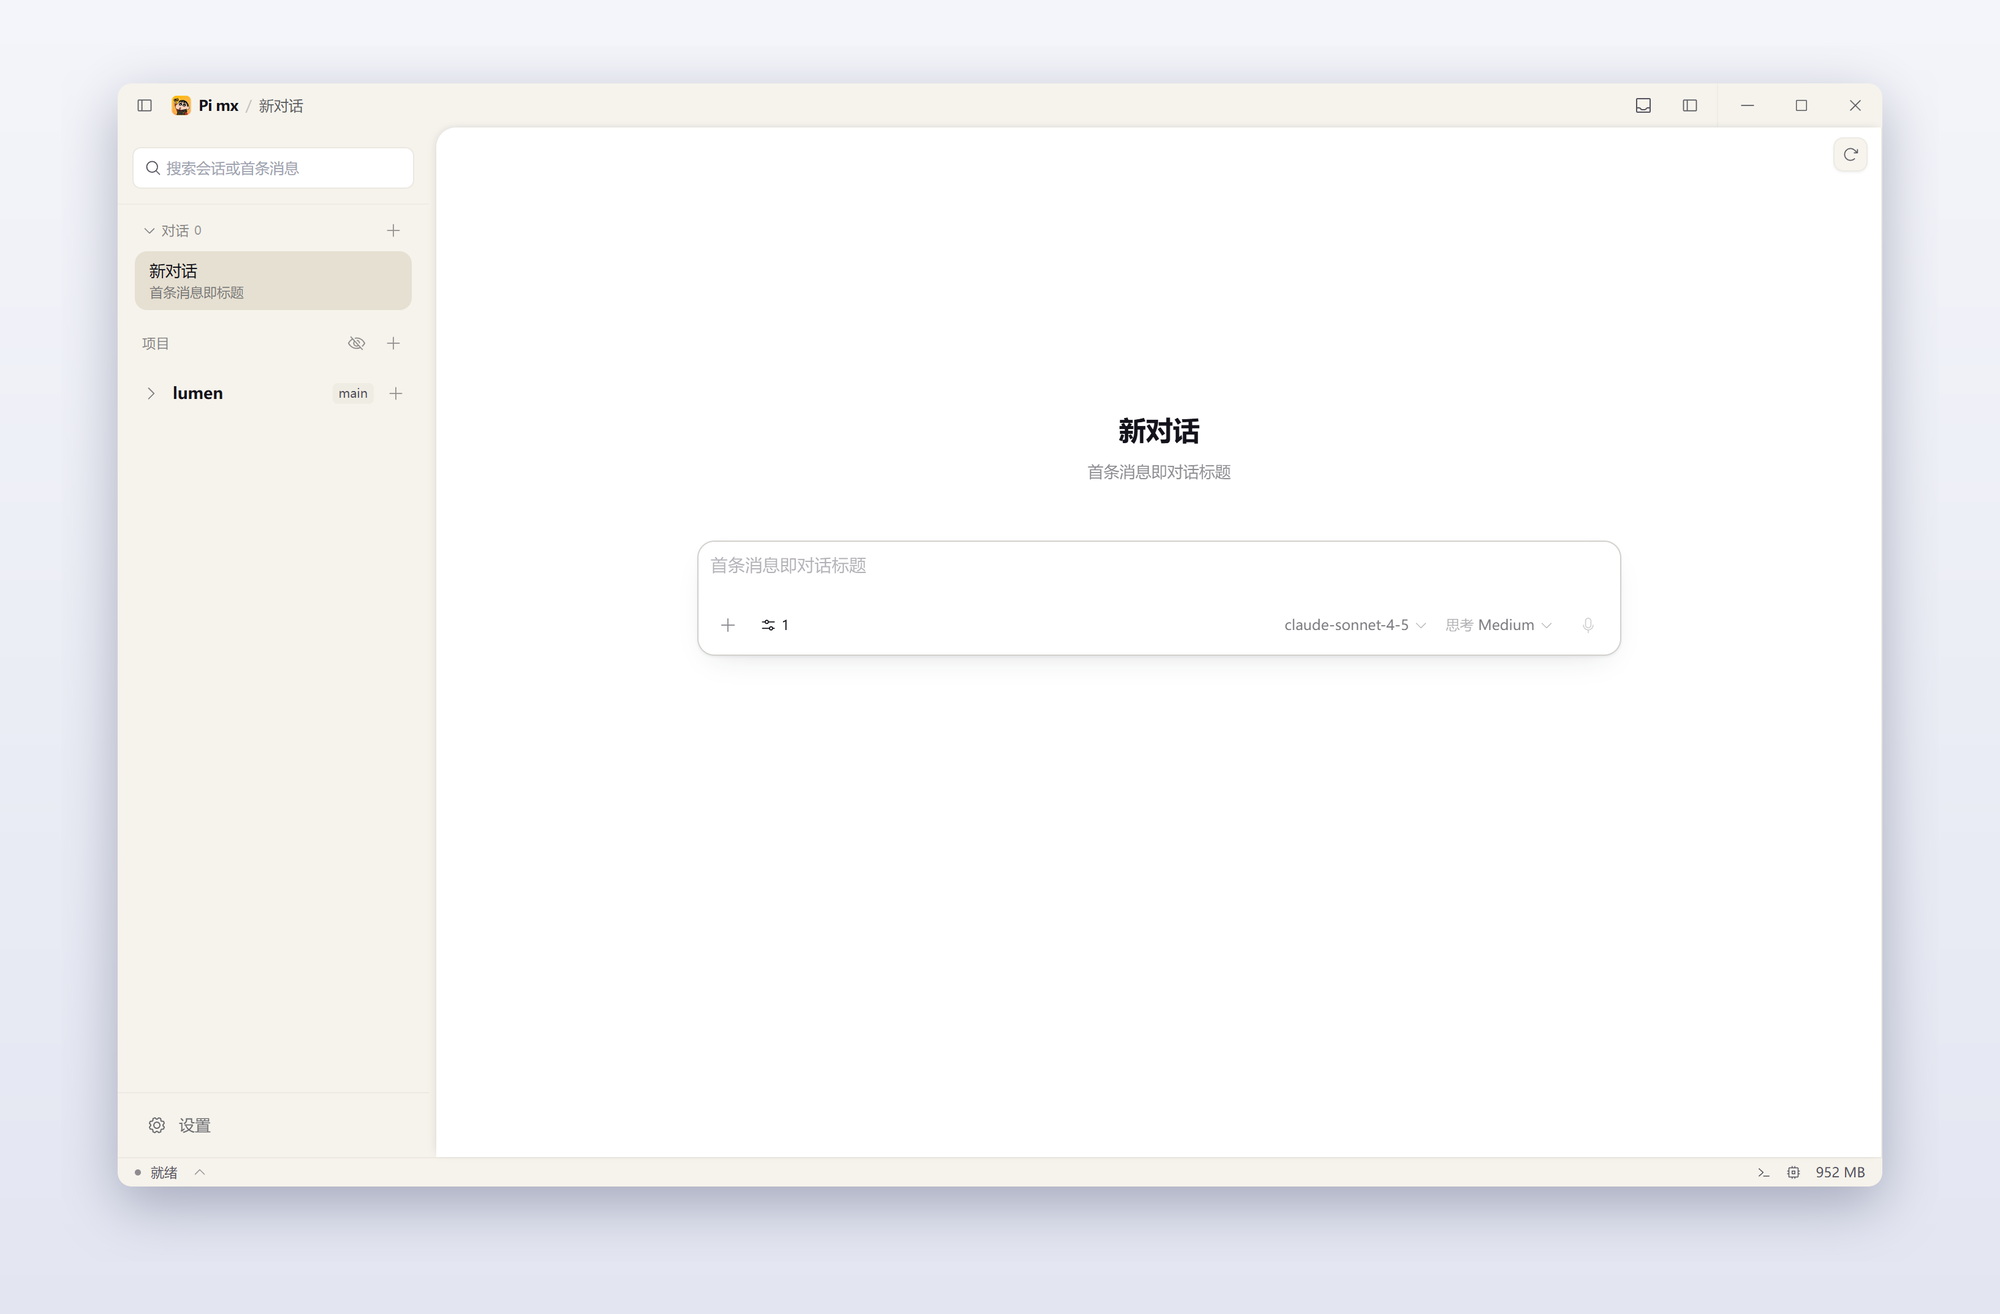 Pi mx / 新对话
搜索会话或首条消息
对话 0
新对话
首条消息即标题
项目
lumen main
新对话
首条消息即对话标题
首条消息即对话标题
1 claude-sonnet-4-5 思考 Medium
设置
就绪 952 MB